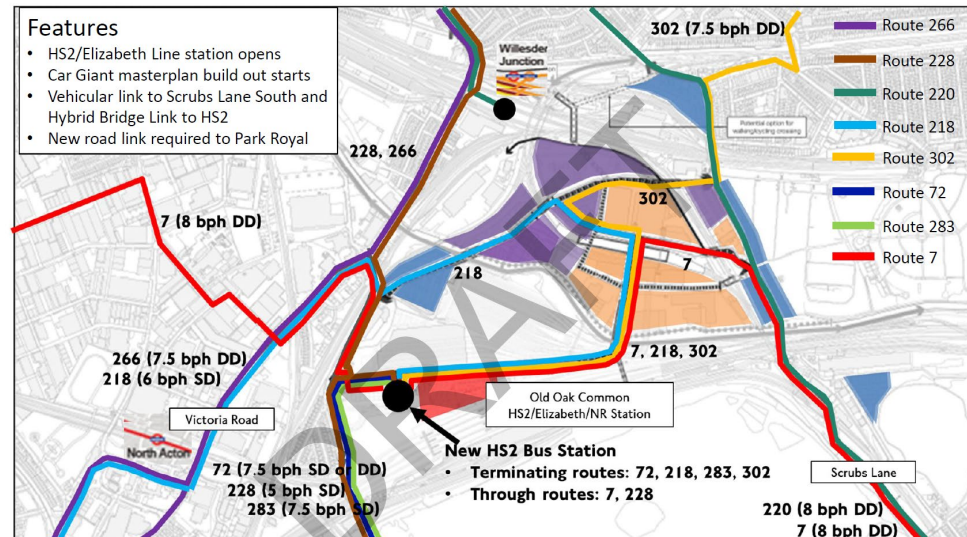 Features
• HS2/Elizabeth Line station opens
• Car Giant masterplan build out starts
• Vehicular link to Scrubs Lane South and
Hybrid Bridge Link to HS2
• New road link required to Park Royal
Willesden
Junction
302 (7.5 bph DD)
Route 266
Route 228
Route 220
Route 218
Route 302
Route 72
Route 283
Route 7
Potential option for
walking/cycling crossing
228, 266
7 (8 bph DD)
302
218
7
266 (7.5 bph DD)
218 (6 bph SD)
7, 218, 302
Victoria Road
North Acton
Old Oak Common
HS2/Elizabeth/NR Station
New HS2 Bus Station
• Terminating routes: 72, 218, 283, 302
• Through routes: 7, 228
72 (7.5 bph SD or DD)
228 (5 bph SD)
283 (7.5 bph SD)
Scrubs Lane
220 (8 bph DD)
7 (8 bph DD)
DRAFT